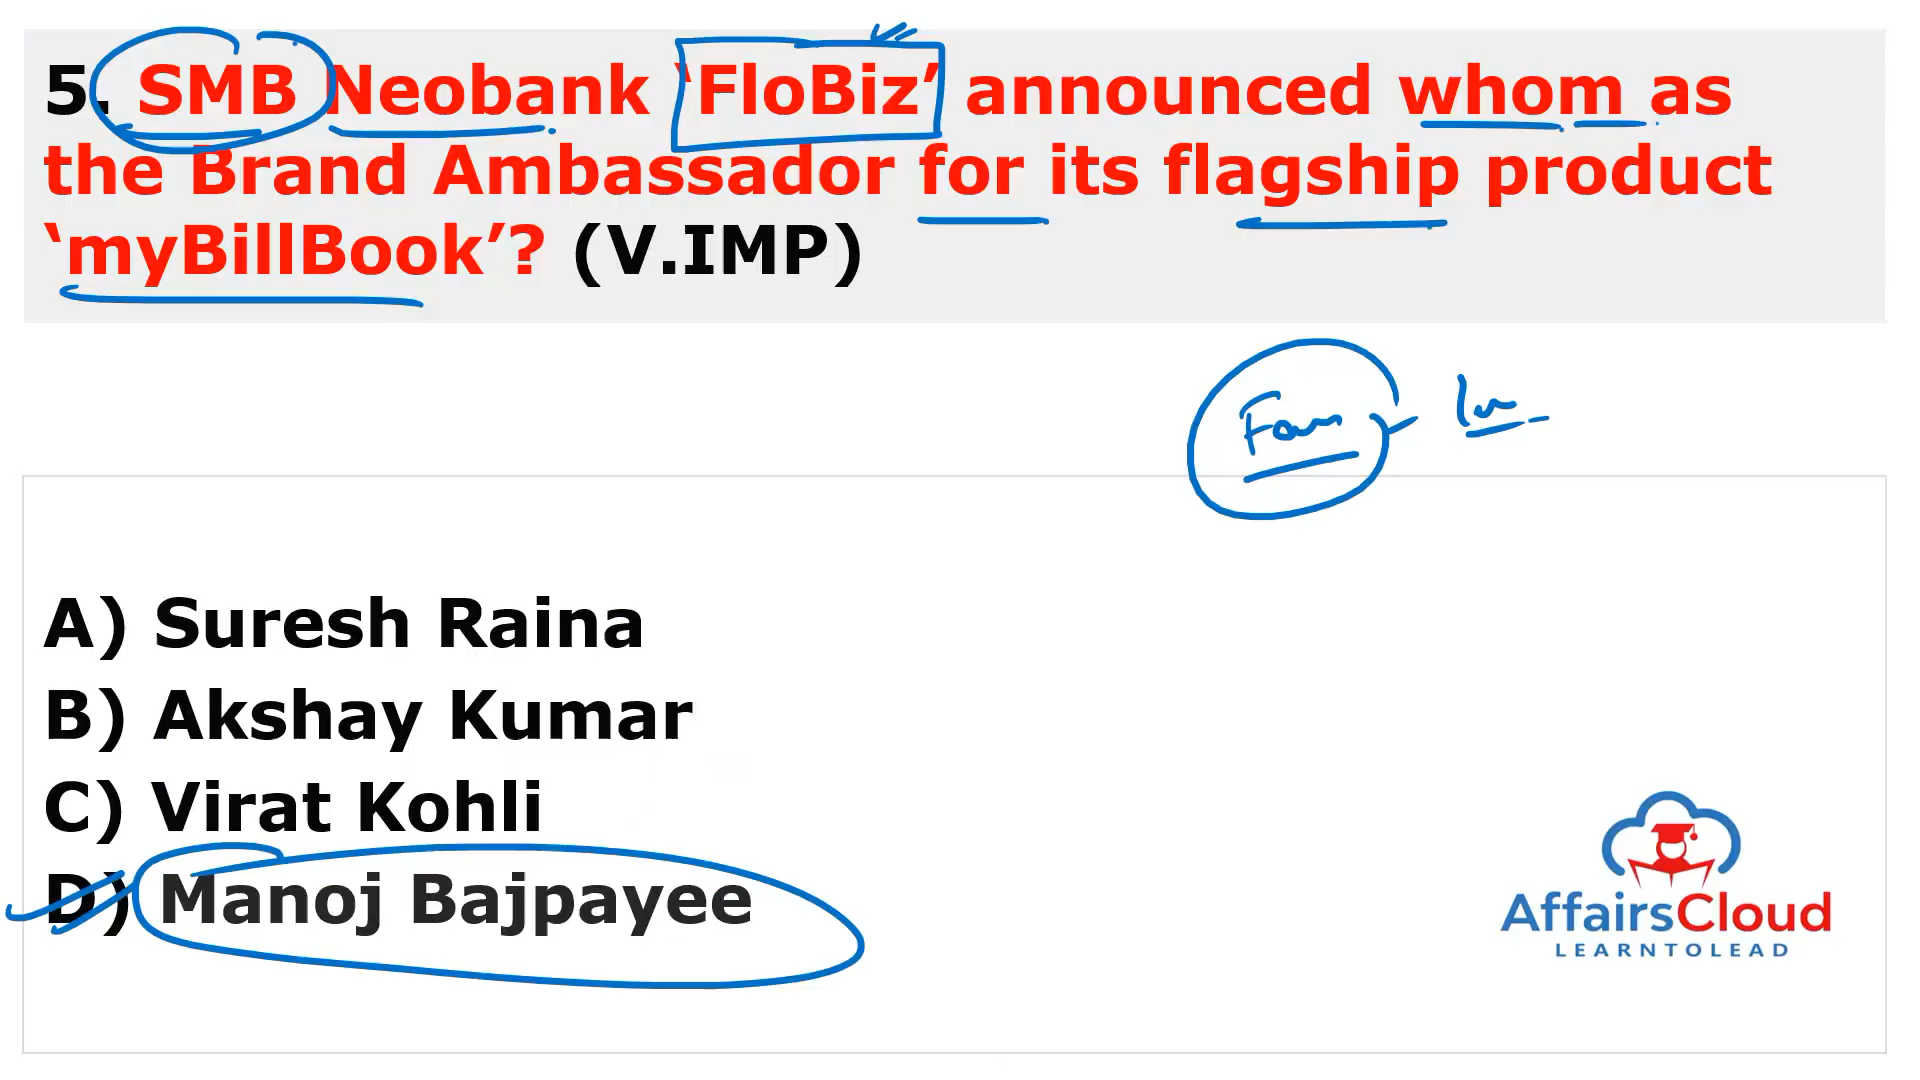 5. SMB Neobank ‘FloBiz’ announced whom as
the Brand Ambassador for its flagship product
‘myBillBook’? (V.IMP)
A) Suresh Raina
B) Akshay Kumar
C) Virat Kohli
D) Manoj Bajpayee
AffairsCloud
LEARNTOLEAD